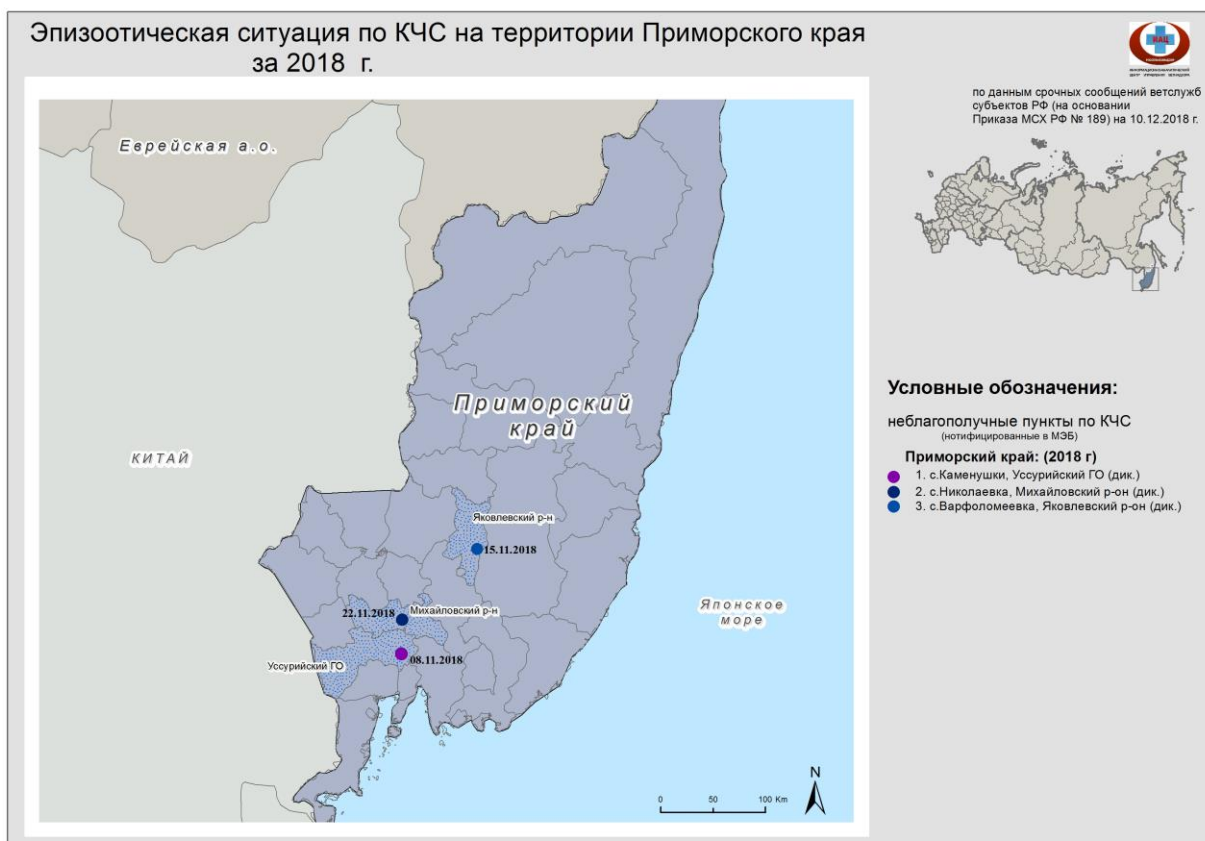 Эпизоотическая ситуация по КЧС на территории Приморского края
за 2018 г.
ИАЦ
по данным срочных сообщений ветслужб
субъектов РФ (на основании
Приказа МСХ РФ № 189) на 10.12.2018 г.
Еврейская а.о.
КИТАЙ
Приморский
край
Яковлевский р-н
15.11.2018
22.11.2018
Михайловский р-н
Уссурийский ГО
08.11.2018
Японское
море
N
0 50 100 Km
Условные обозначения:
неблагополучные пункты по КЧС
(нотифицированные в МЭБ)
Приморский край: (2018 г)
1. с.Каменушки, Уссурийский ГО (дик.)
2. с.Николаевка, Михайловский р-он (дик.)
3. с.Варфоломеевка, Яковлевский р-он (дик.)